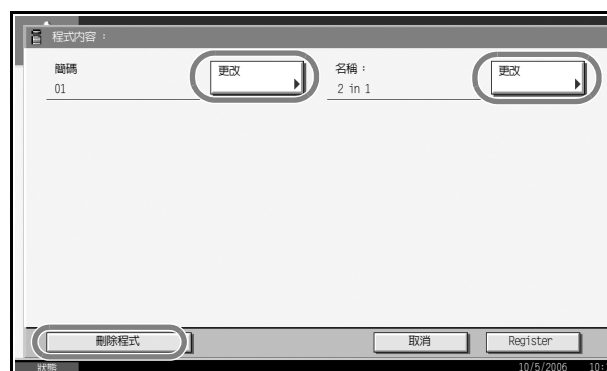 程式內容：
簡碼
更改
名稱：
更改
01
2 in 1
刪除程式
取消
Register
狀態
10/5/2006
10: